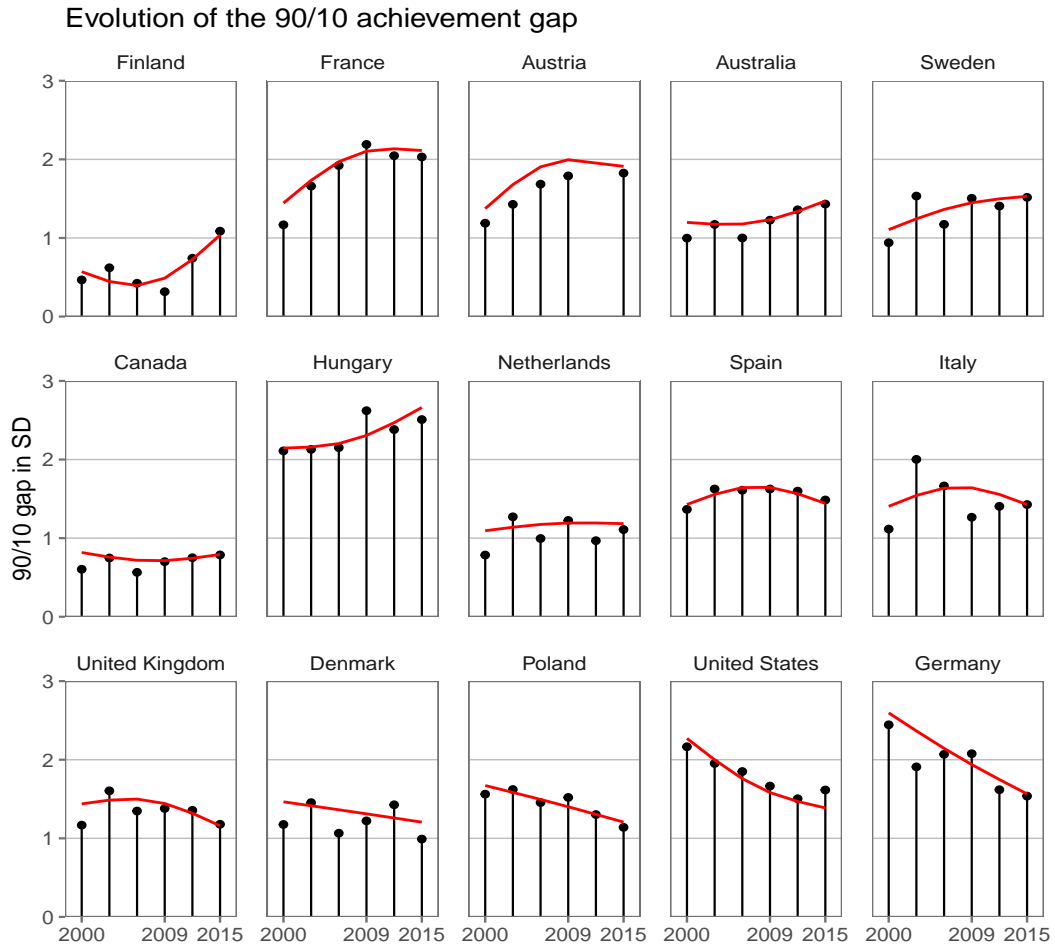 Evolution of the 90/10 achievement gap
Finland France Austria Australia Sweden
3
2
1
0
Canada Hungary Netherlands Spain Italy
3
2
1
0
90/10 gap in SD
United Kingdom Denmark Poland United States Germany
3
2
1
0
2000 2009 2015 2000 2009 2015 2000 2009 2015 2000 2009 2015 2000 2009 2015